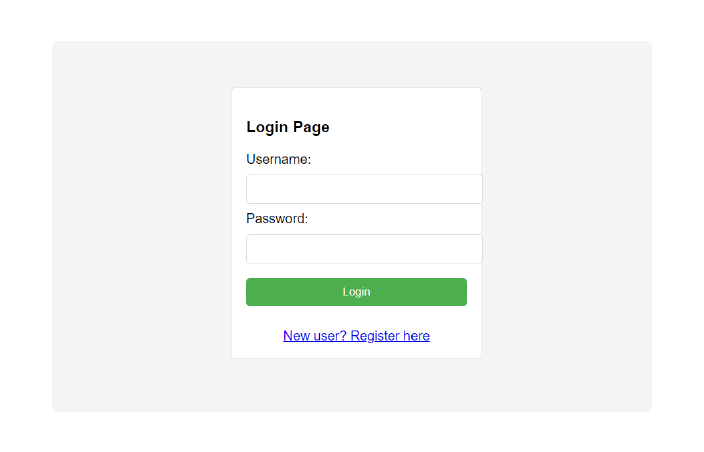 Login Page
Username:
Password:
Login
New user? Register here